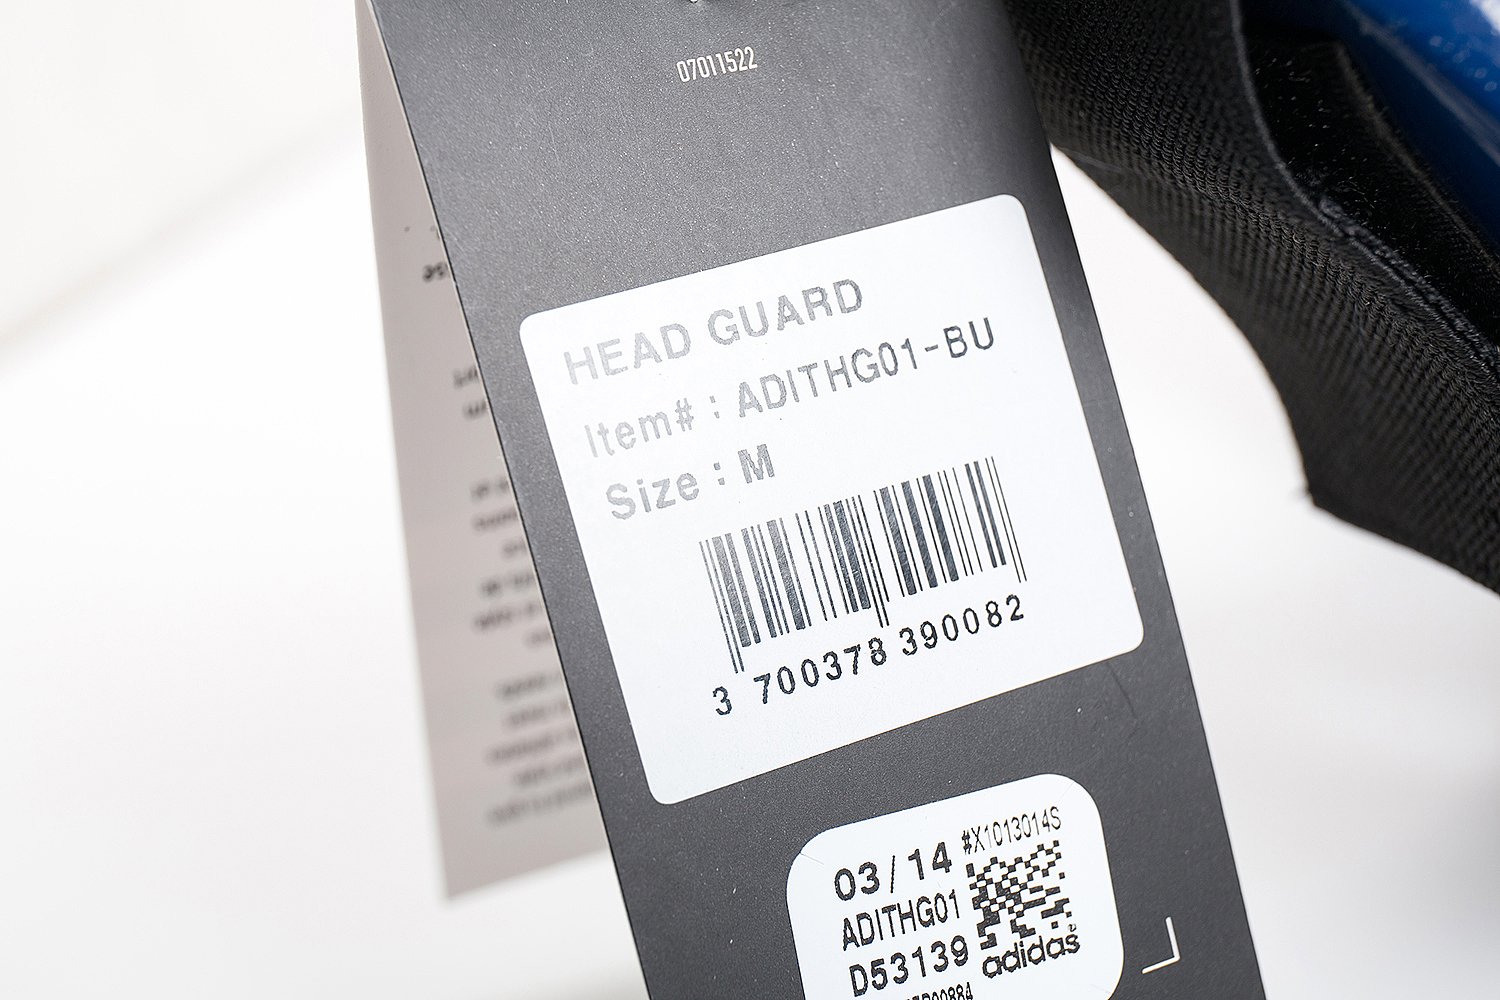 07011522
HEAD GUARD
Item# : ADITHG01-BU
Size : M
3 700378 390082
#X1013014S
03/14
ADITHG01
D53139
adidas